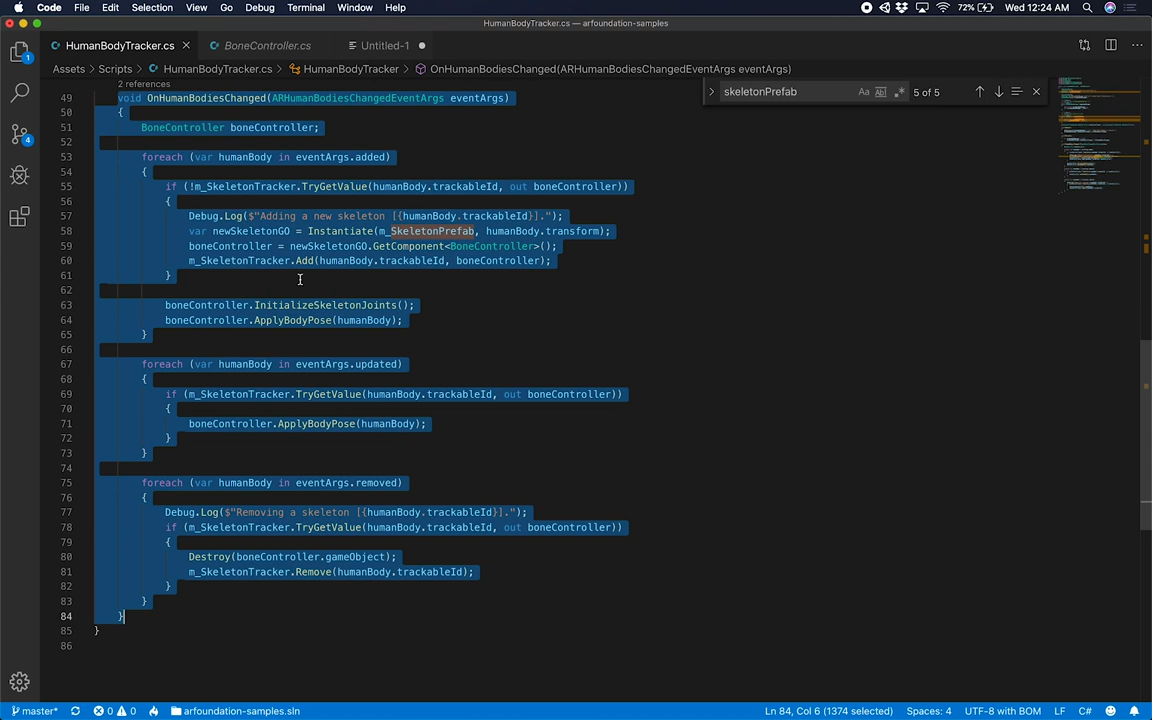 Code File Edit Selection View Go Debug Terminal Window Help 72% Wed 12:24 AM
HumanBodyTracker.cs — arfoundation-samples
HumanBodyTracker.cs BoneController.cs Untitled-1
Assets > Scripts > HumanBodyTracker.cs > HumanBodyTracker > OnHumanBodiesChanged(ARHumanBodiesChangedEventArgs eventArgs)
skeletonPrefab Aa Abl .* 5 of 5
2 references
49 void OnHumanBodiesChanged(ARHumanBodiesChangedEventArgs eventArgs)
50 {
51 BoneController boneController;
52
53 foreach (var humanBody in eventArgs.added)
54 {
55 if (!m_SkeletonTracker.TryGetValue(humanBody.trackableId, out boneController))
56 {
57 Debug.Log($"Adding a new skeleton [{humanBody.trackableId}].");
58 var newSkeletonGO = Instantiate(m_SkeletonPrefab, humanBody.transform);
59 boneController = newSkeletonGO.GetComponent<BoneController>();
60 m_SkeletonTracker.Add(humanBody.trackableId, boneController);
61 }
62
63 boneController.InitializeSkeletonJoints();
64 boneController.ApplyBodyPose(humanBody);
65 }
66
67 foreach (var humanBody in eventArgs.updated)
68 {
69 if (m_SkeletonTracker.TryGetValue(humanBody.trackableId, out boneController))
70 {
71 boneController.ApplyBodyPose(humanBody);
72 }
73 }
74
75 foreach (var humanBody in eventArgs.removed)
76 {
77 Debug.Log($"Removing a skeleton [{humanBody.trackableId}].");
78 if (m_SkeletonTracker.TryGetValue(humanBody.trackableId, out boneController))
79 {
80 Destroy(boneController.gameObject);
81 m_SkeletonTracker.Remove(humanBody.trackableId);
82 }
83 }
84 }
85 }
86
1
4
master* 0 0 arfoundation-samples.sln Ln 84, Col 6 (1374 selected) Spaces: 4 UTF-8 with BOM LF C#